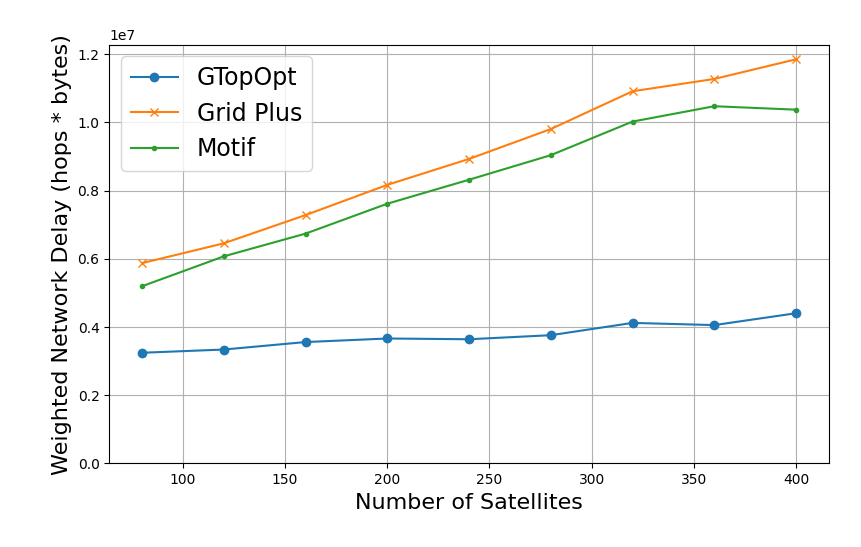 1e7
1.2
1.0
0.8
0.6
0.4
0.2
0.0
Weighted Network Delay (hops * bytes)
GTopOpt
Grid Plus
Motif
100 150 200 250 300 350 400
Number of Satellites